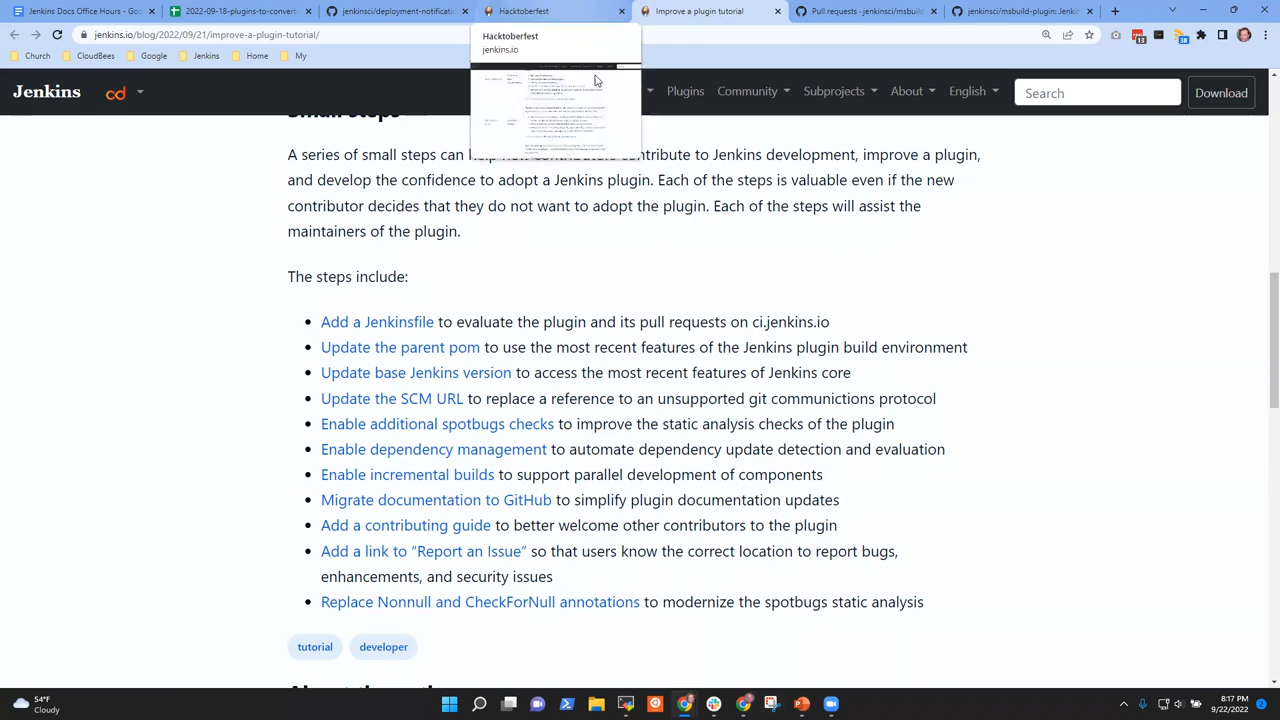 Jenkins Docs Office Hours - Go
2022-09-18-plugins-to-convert-
jenkinsci/deployment-notificati
Hacktoberfest
Improve a plugin tutorial
Pull requests · jenkinsci/msbuil
jenkinsci/msbuild-plugin: Jenkin
jenkins.io/blog/2022/09/21/improve-a-plugin-tutorial/
13
38
Church
CloudBees
Google
Jenkins
Home
My
Hacktoberfest
jenkins.io
nkins
cd
Plugins
mmunity
About
Search
Downlo
A series of small steps can help new contributors contribute to Jenkins development, improve a plugin,
and develop the confidence to adopt a Jenkins plugin. Each of the steps is valuable even if the new
contributor decides that they do not want to adopt the plugin. Each of the steps will assist the
maintainers of the plugin.
The steps include:
Add a Jenkinsfile to evaluate the plugin and its pull requests on ci.jenkins.io
Update the parent pom to use the most recent features of the Jenkins plugin build environment
Update base Jenkins version to access the most recent features of Jenkins core
Update the SCM URL to replace a reference to an unsupported git communictions protocol
Enable additional spotbugs checks to improve the static analysis checks of the plugin
Enable dependency management to automate dependency update detection and evaluation
Enable incremental builds to support parallel development of components
Migrate documentation to GitHub to simplify plugin documentation updates
Add a contributing guide to better welcome other contributors to the plugin
Add a link to “Report an Issue” so that users know the correct location to report bugs,
enhancements, and security issues
Replace Nonnull and CheckForNull annotations to modernize the spotbugs static analysis
tutorial
developer
54°F
Cloudy
8:17 PM
9/22/2022